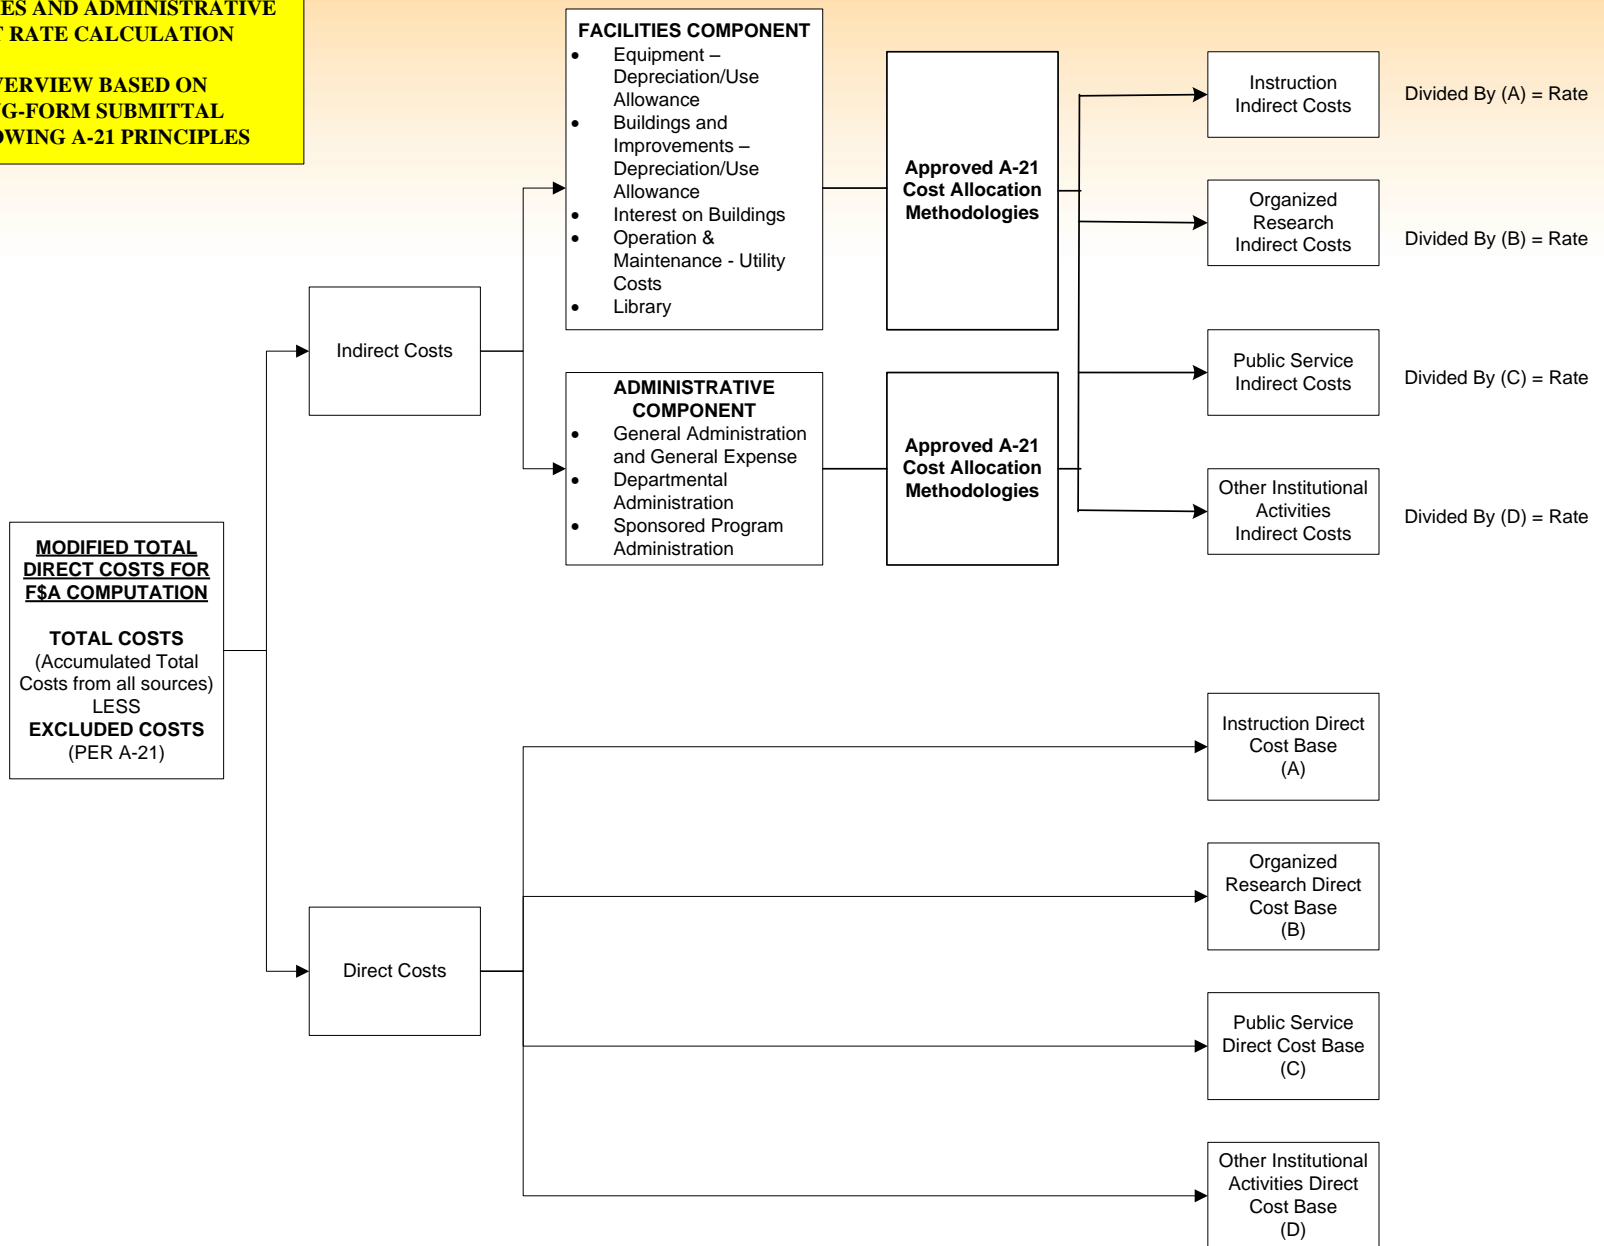 AND ADMINISTRATIVE
RATE CALCULATION
BASED ON
SUBMITTAL
A-21 PRINCIPLES
FACILITIES COMPONENT
• Equipment –
Depreciation/Use
Allowance
• Buildings and
Improvements –
Depreciation/Use
Allowance
• Interest on Buildings
• Operation &
Maintenance - Utility
Costs
• Library
Approved A-21
Cost Allocation
Methodologies
Instruction
Indirect Costs
Divided By (A) = Rate
Organized
Research
Indirect Costs
Divided By (B) = Rate
Public Service
Indirect Costs
Divided By (C) = Rate
Other Institutional
Activities
Indirect Costs
Divided By (D) = Rate
Indirect Costs
ADMINISTRATIVE
COMPONENT
• General Administration
and General Expense
• Departmental
Administration
• Sponsored Program
Administration
Approved A-21
Cost Allocation
Methodologies
MODIFIED TOTAL
DIRECT COSTS FOR
F$A COMPUTATION
TOTAL COSTS
(Accumulated Total
Costs from all sources)
LESS
EXCLUDED COSTS
(PER A-21)
Direct Costs
Instruction Direct
Cost Base
(A)
Organized
Research Direct
Cost Base
(B)
Public Service
Direct Cost Base
(C)
Other Institutional
Activities Direct
Cost Base
(D)